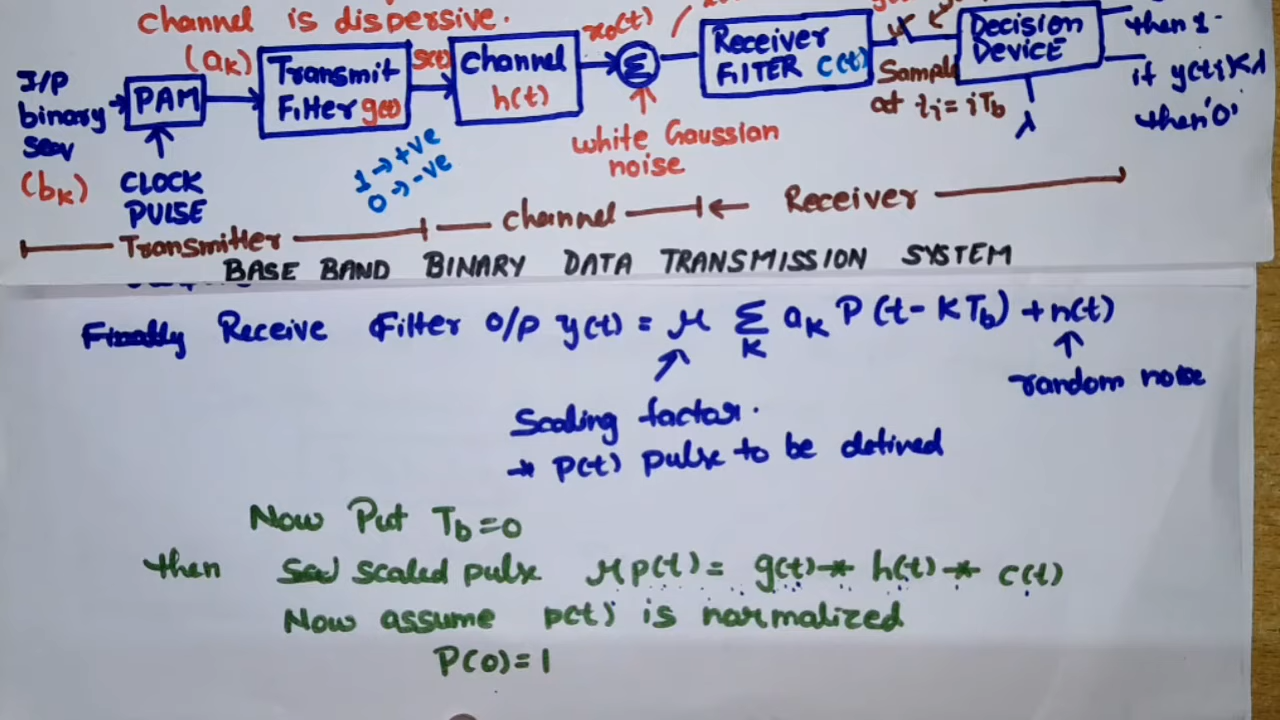 Channel is dispersive.
I/P binary seqv (bK)
PAM
CLOCK PULSE
(aK)
Transmit Filter g(t)
S(t)
Channel h(t)
x0(t)
Σ
white Gaussian noise
Receiver FILTER C(t)
Sample at ti = iTb
Decision DEVICE
λ
then 1
if y(ti) < λ
then '0'
1 → +ve
0 → -ve
Transmitter
channel
Receiver
BASE BAND BINARY DATA TRANSMISSION SYSTEM
Finally Receive Filter O/P y(t) = μ Σ K aK P(t - KTb) + n(t)
random noise
Scaling factor.
* P(t) pulse to be defined
Now Put Tb = 0
then scaled pulse μp(t) = g(t) * h(t) * c(t)
Now assume p(t) is normalized
P(0) = 1